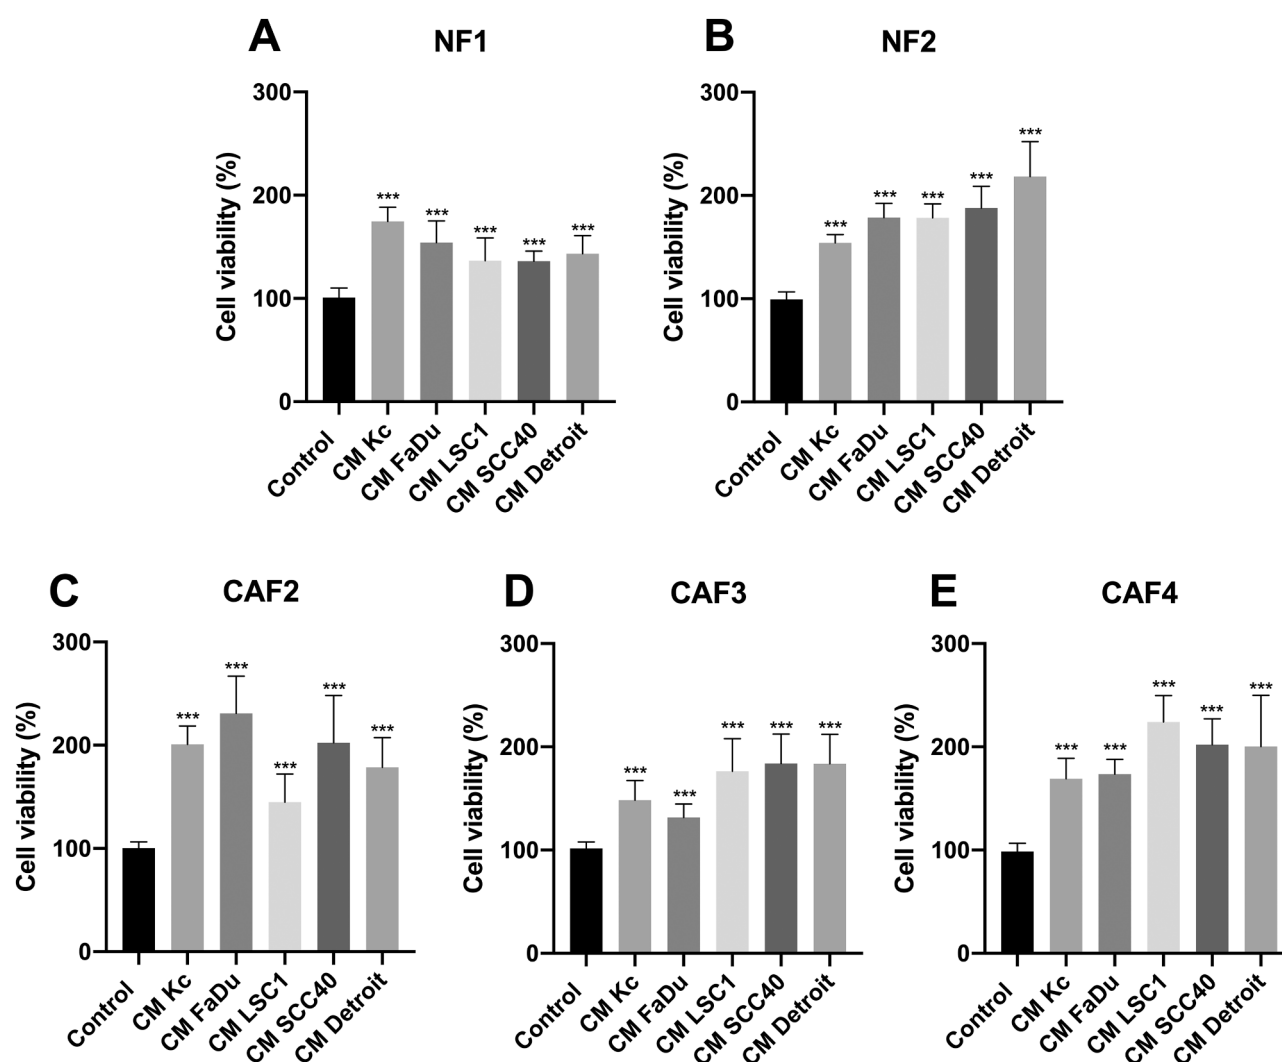 A NF1
Cell viability (%)
300
200
100
0
***
***
***
***
***
Control
CM Kc
CM FaDu
CM LSC1
CM SCC40
CM Detroit
B NF2
Cell viability (%)
300
200
100
0
***
***
***
***
***
Control
CM Kc
CM FaDu
CM LSC1
CM SCC40
CM Detroit
C CAF2
Cell viability (%)
300
200
100
0
***
***
***
***
***
Control
CM Kc
CM FaDu
CM LSC1
CM SCC40
CM Detroit
D CAF3
Cell viability (%)
300
200
100
0
***
***
***
***
***
Control
CM Kc
CM FaDu
CM LSC1
CM SCC40
CM Detroit
E CAF4
Cell viability (%)
300
200
100
0
***
***
***
***
***
Control
CM Kc
CM FaDu
CM LSC1
CM SCC40
CM Detroit